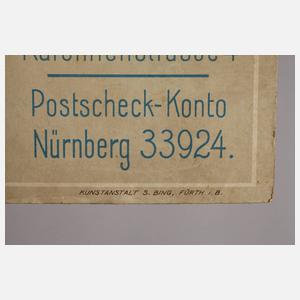 Postscheck-Konto
Nürnberg 33924.
KUNSTANSTALT S. BING, FÜRTH i. B.